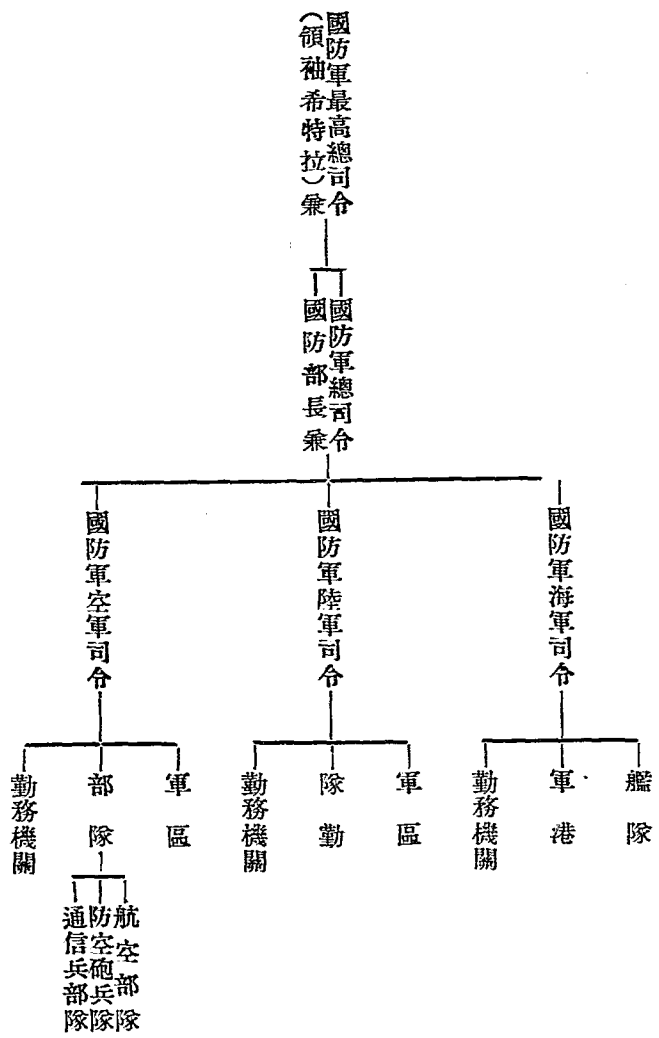 國防軍最高總司令
（領袖希特拉）兼
國防軍總司令
國防部長兼
國防軍海軍司令
艦隊
軍港
勤務機關
國防軍陸軍司令
軍區
隊勤
勤務機關
國防軍空軍司令
軍區
部隊
航空部隊
防空砲兵隊
通信兵部隊
勤務機關